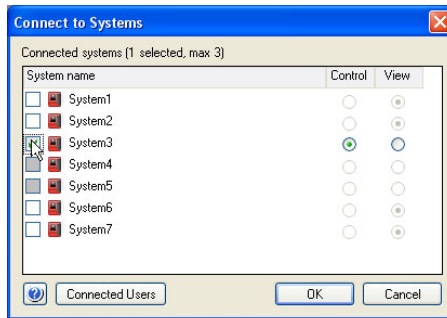 Connect to Systems
Connected systems (1 selected, max 3)
System name Control View
System1
System2
System3
System4
System5
System6
System7
Connected Users OK Cancel